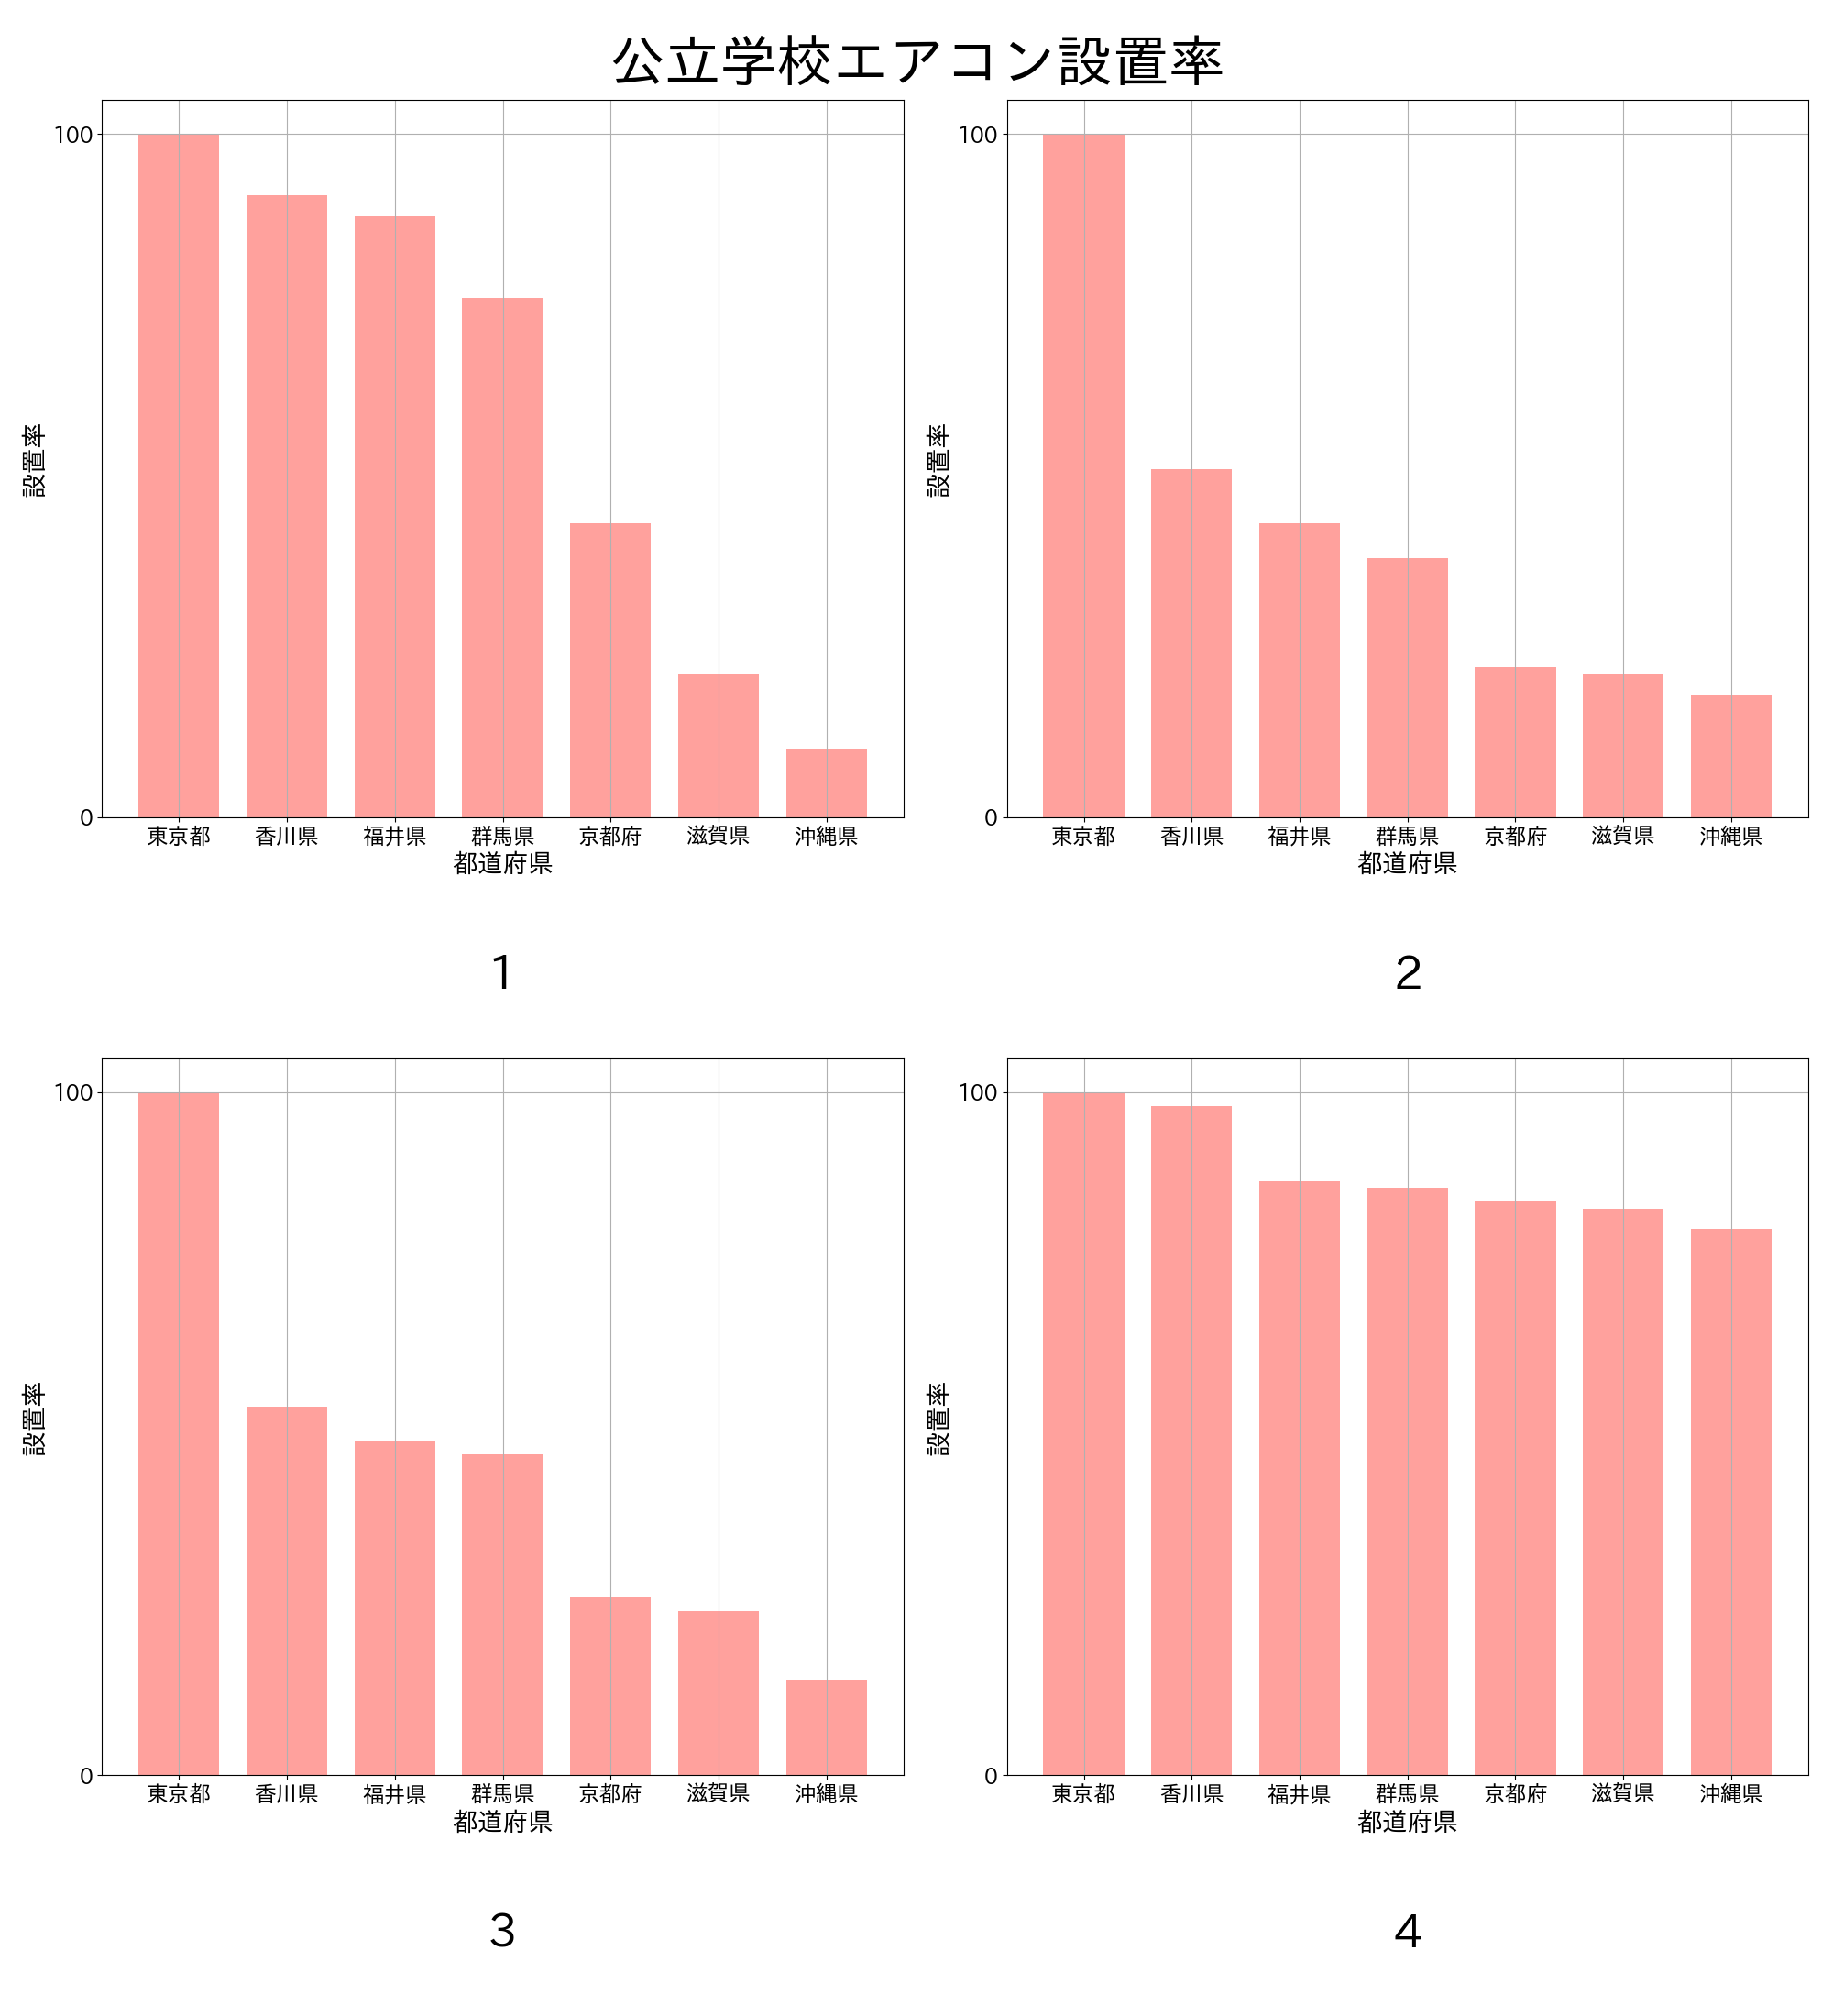 公立学校エアコン設置率
100
0
設置率
東京都 香川県 福井県 群馬県 京都府 滋賀県 沖縄県
都道府県
1
100
0
設置率
東京都 香川県 福井県 群馬県 京都府 滋賀県 沖縄県
都道府県
2
100
0
設置率
東京都 香川県 福井県 群馬県 京都府 滋賀県 沖縄県
都道府県
3
100
0
設置率
東京都 香川県 福井県 群馬県 京都府 滋賀県 沖縄県
都道府県
4